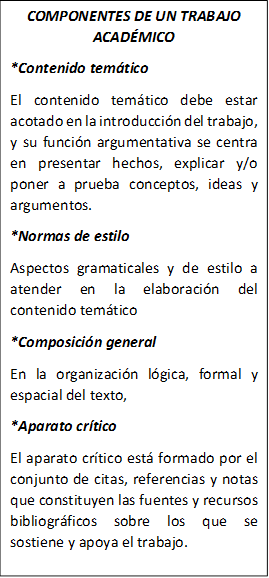 COMPONENTES DE UN TRABAJO
ACADÉMICO
*Contenido temático
El contenido temático debe estar
acotado en la introducción del trabajo,
y su función argumentativa se centra
en presentar hechos, explicar y/o
poner a prueba conceptos, ideas y
argumentos.
*Normas de estilo
Aspectos gramaticales y de estilo a
atender en la elaboración del
contenido temático
*Composición general
En la organización lógica, formal y
espacial del texto,
*Aparato crítico
El aparato crítico está formado por el
conjunto de citas, referencias y notas
que constituyen las fuentes y recursos
bibliográficos sobre los que se
sostiene y apoya el trabajo.